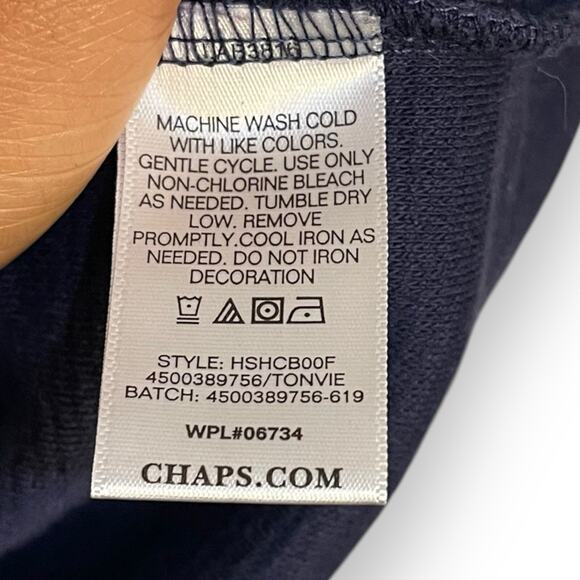 MACHINE WASH COLD
WITH LIKE COLORS.
GENTLE CYCLE. USE ONLY
NON-CHLORINE BLEACH
AS NEEDED. TUMBLE DRY
LOW. REMOVE
PROMPTLY.COOL IRON AS
NEEDED. DO NOT IRON
DECORATION
STYLE: HSHCB00F
4500389756/TONVIE
BATCH: 4500389756-619
WPL#06734
CHAPS.COM